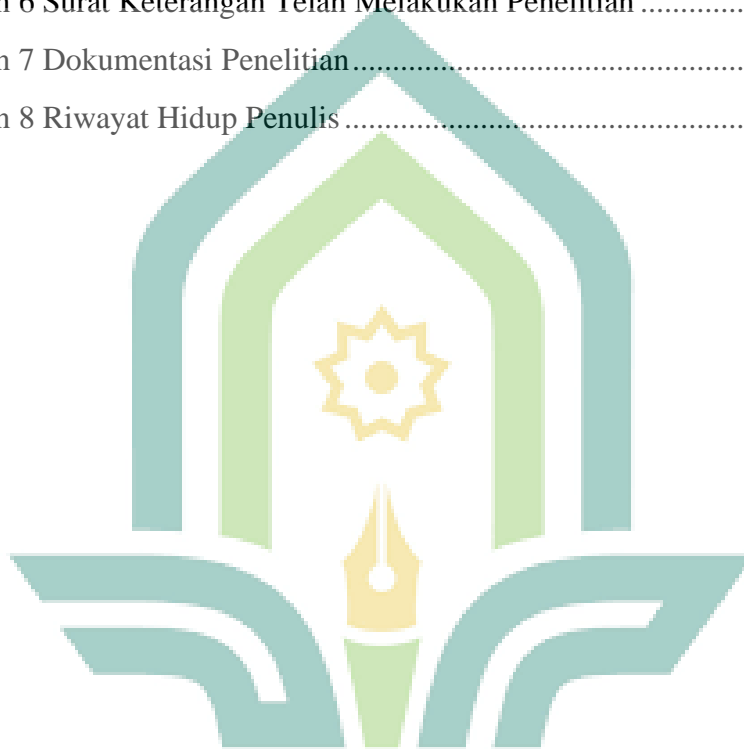 n 6 Surat Keterangan Telah Melakukan Penelitian ..........
n 7 Dokumentasi Penelitian ..................................................
n 8 Riwayat Hidup Penulis ...................................................